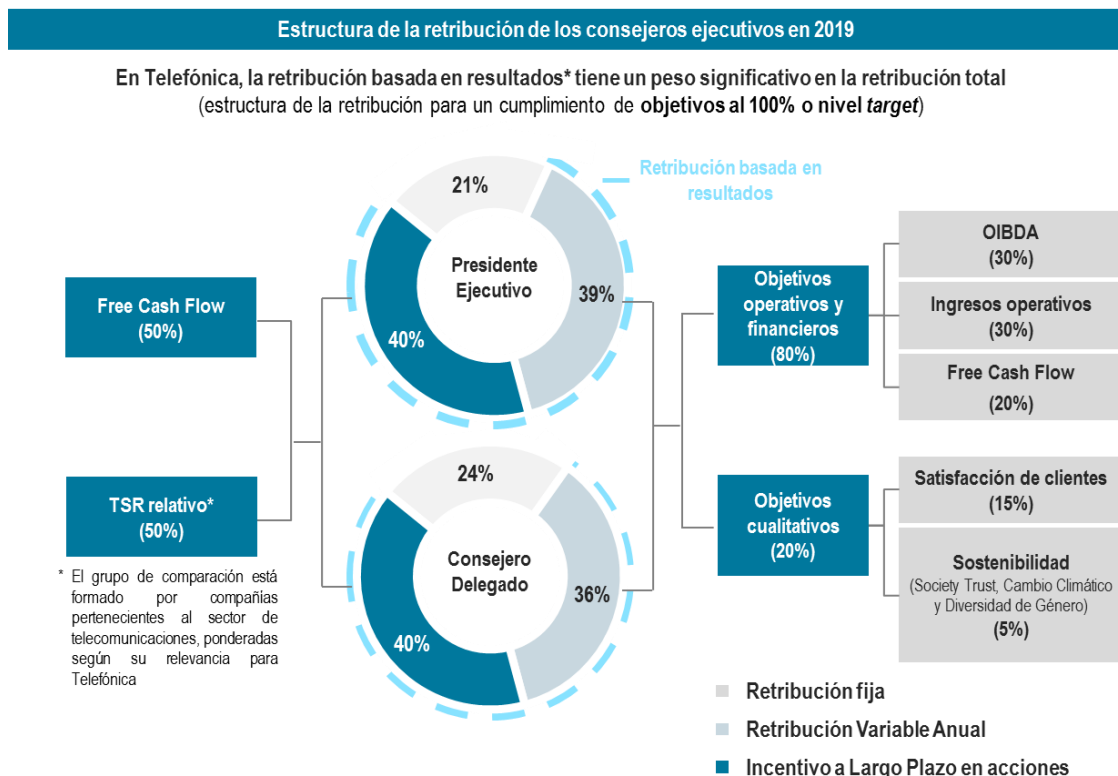 Estructura de la retribución de los consejeros ejecutivos en 2019
En Telefónica, la retribución basada en resultados* tiene un peso significativo en la retribución total
(estructura de la retribución para un cumplimiento de objetivos al 100% o nivel target)
Retribución basada en
resultados
21%
Presidente
Ejecutivo
39%
40%
Free Cash Flow
(50%)
TSR relativo*
(50%)
* El grupo de comparación está
formado por compañías
pertenecientes al sector de
telecomunicaciones, ponderadas
según su relevancia para
Telefónica
24%
Consejero
Delegado
36%
40%
Objetivos
operativos y
financieros
(80%)
OIBDA
(30%)
Ingresos operativos
(30%)
Free Cash Flow
(20%)
Objetivos
cualitativos
(20%)
Satisfacción de clientes
(15%)
Sostenibilidad
(Society Trust, Cambio Climático
y Diversidad de Género)
(5%)
Retribución fija
Retribución Variable Anual
Incentivo a Largo Plazo en acciones